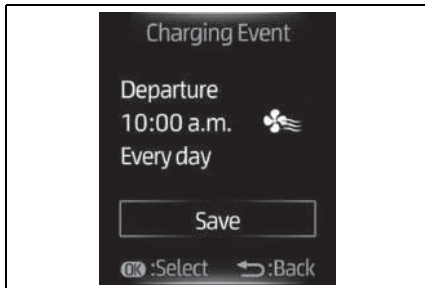 Charging Event
Departure
10:00 a.m.
Every day
Save
OK :Select :Back